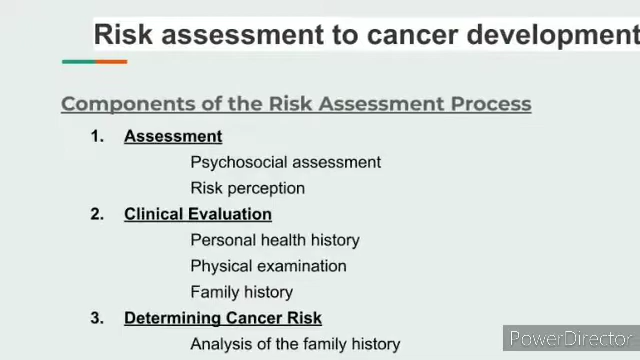 Risk assessment to cancer development
Components of the Risk Assessment Process
1. Assessment
Psychosocial assessment
Risk perception
2. Clinical Evaluation
Personal health history
Physical examination
Family history
3. Determining Cancer Risk
Analysis of the family history
PowerDirector